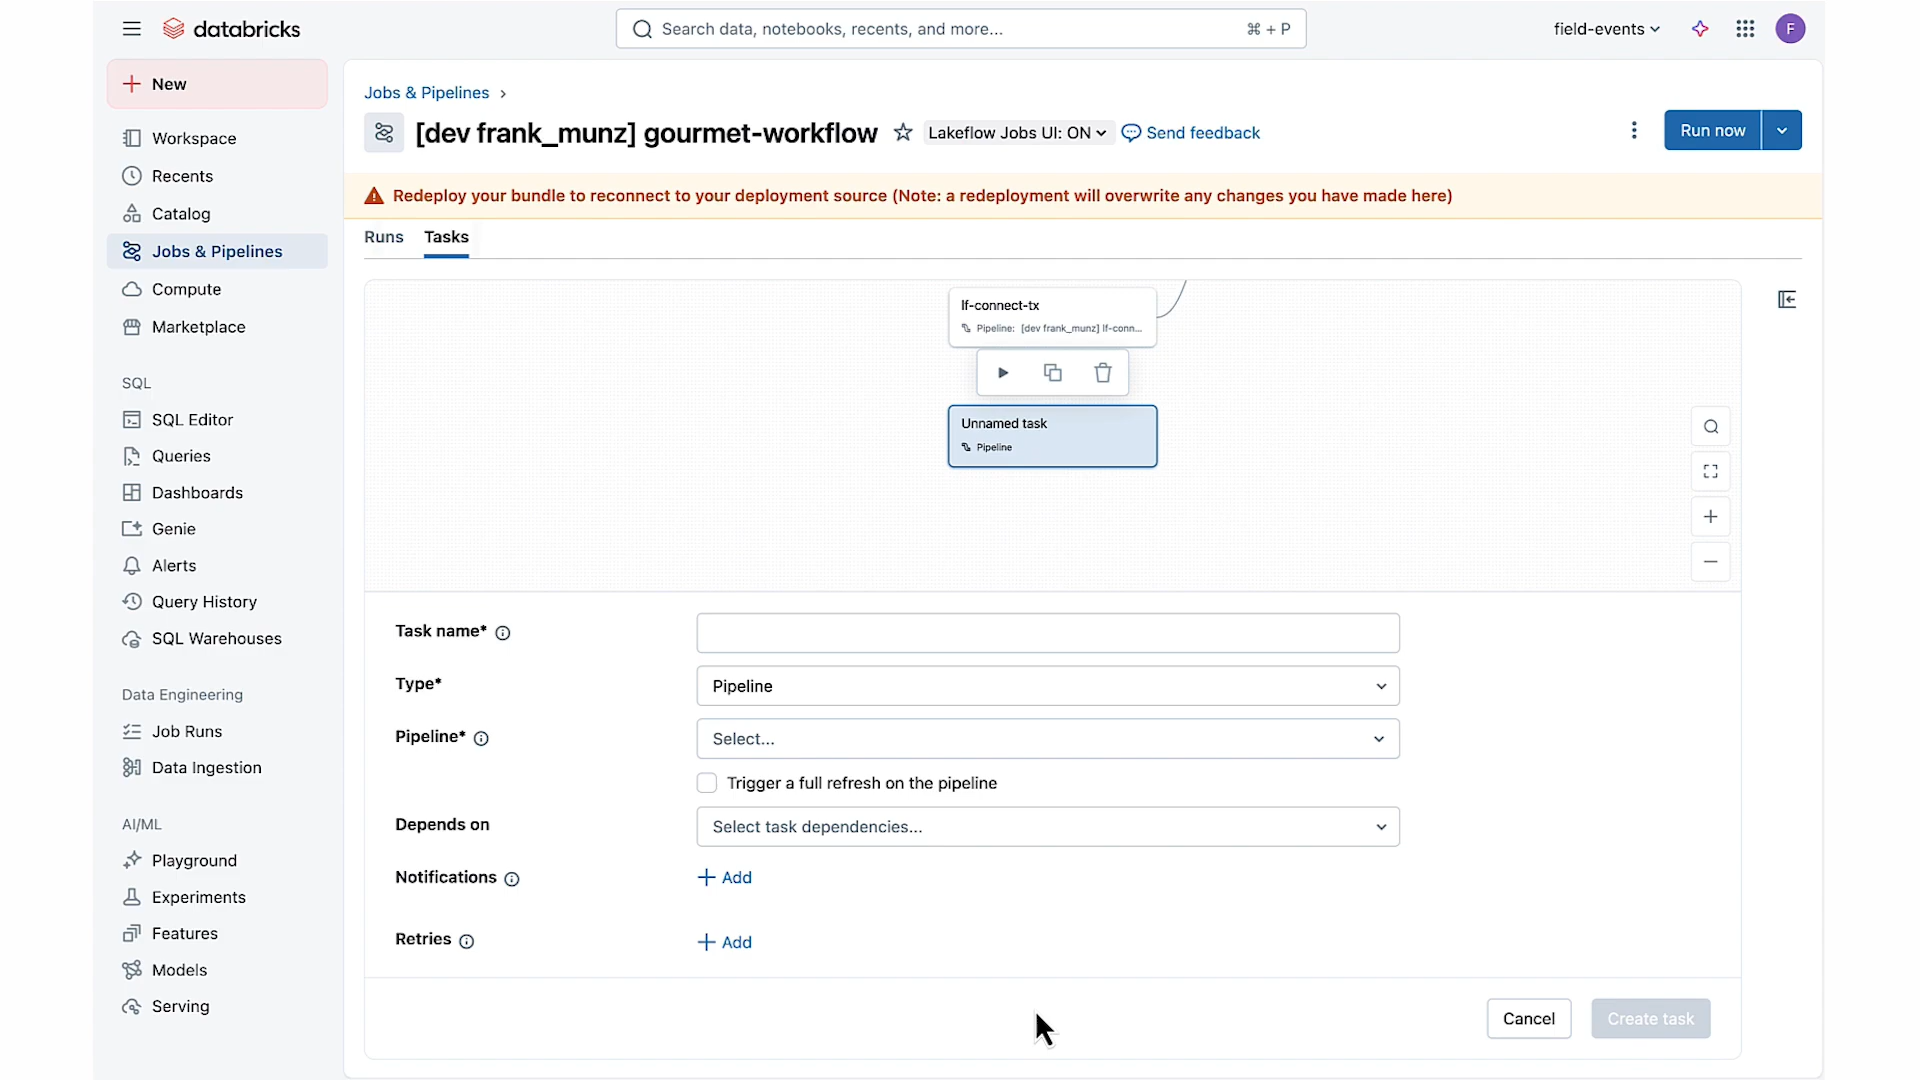 databricks
Search data, notebooks, recents, and more...
⌘ + P
field-events
F
New
Workspace
Recents
Catalog
Jobs & Pipelines
Compute
Marketplace
SQL
SQL Editor
Queries
Dashboards
Genie
Alerts
Query History
SQL Warehouses
Data Engineering
Job Runs
Data Ingestion
AI/ML
Playground
Experiments
Features
Models
Serving
Jobs & Pipelines
[dev frank_munz] gourmet-workflow
Lakeflow Jobs UI: ON
Send feedback
Run now
Redeploy your bundle to reconnect to your deployment source (Note: a redeployment will overwrite any changes you have made here)
Runs
Tasks
lf-connect-tx
Pipeline: [dev frank_munz] lf-conn...
Unnamed task
Pipeline
Task name*
Type*
Pipeline
Pipeline*
Select...
Trigger a full refresh on the pipeline
Depends on
Select task dependencies...
Notifications
+ Add
Retries
+ Add
Cancel
Create task